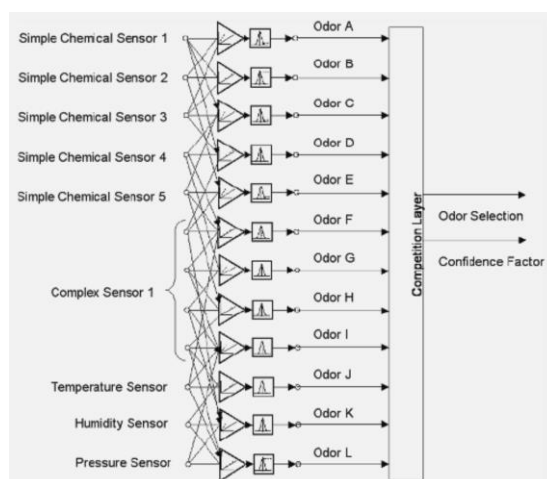 Simple Chemical Sensor 1
Odor A
Simple Chemical Sensor 2
Odor B
Simple Chemical Sensor 3
Odor C
Simple Chemical Sensor 4
Odor D
Simple Chemical Sensor 5
Odor E
Odor F
Odor G
Complex Sensor 1
Odor H
Odor I
Temperature Sensor
Odor J
Humidity Sensor
Odor K
Pressure Sensor
Odor L
Competition Layer
Odor Selection
Confidence Factor